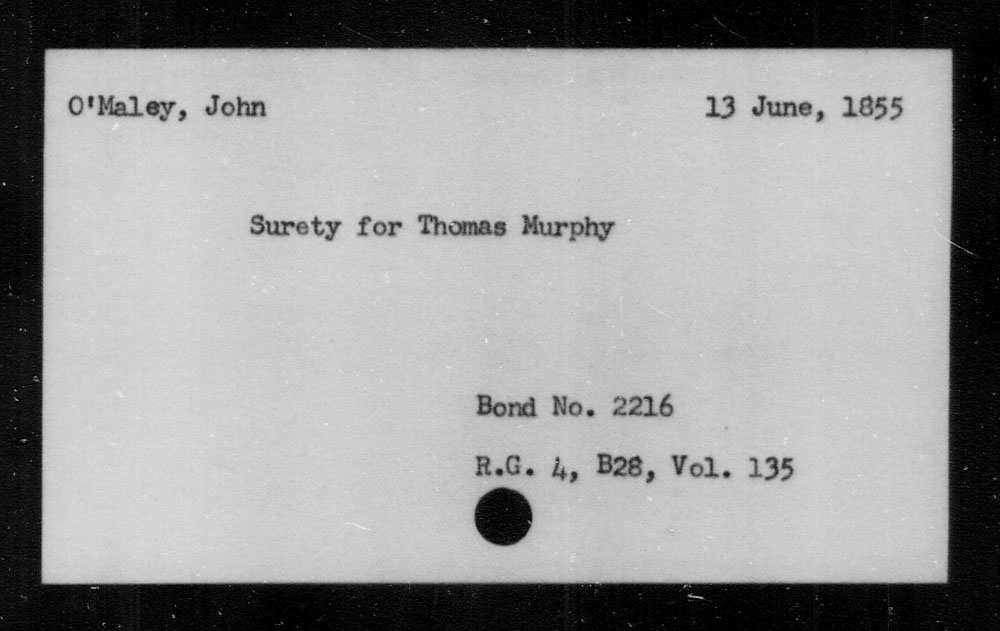 O'Maley, John 13 June, 1855
Surety for Thomas Murphy
Bond No. 2216
R.G. 4, B28, Vol. 135